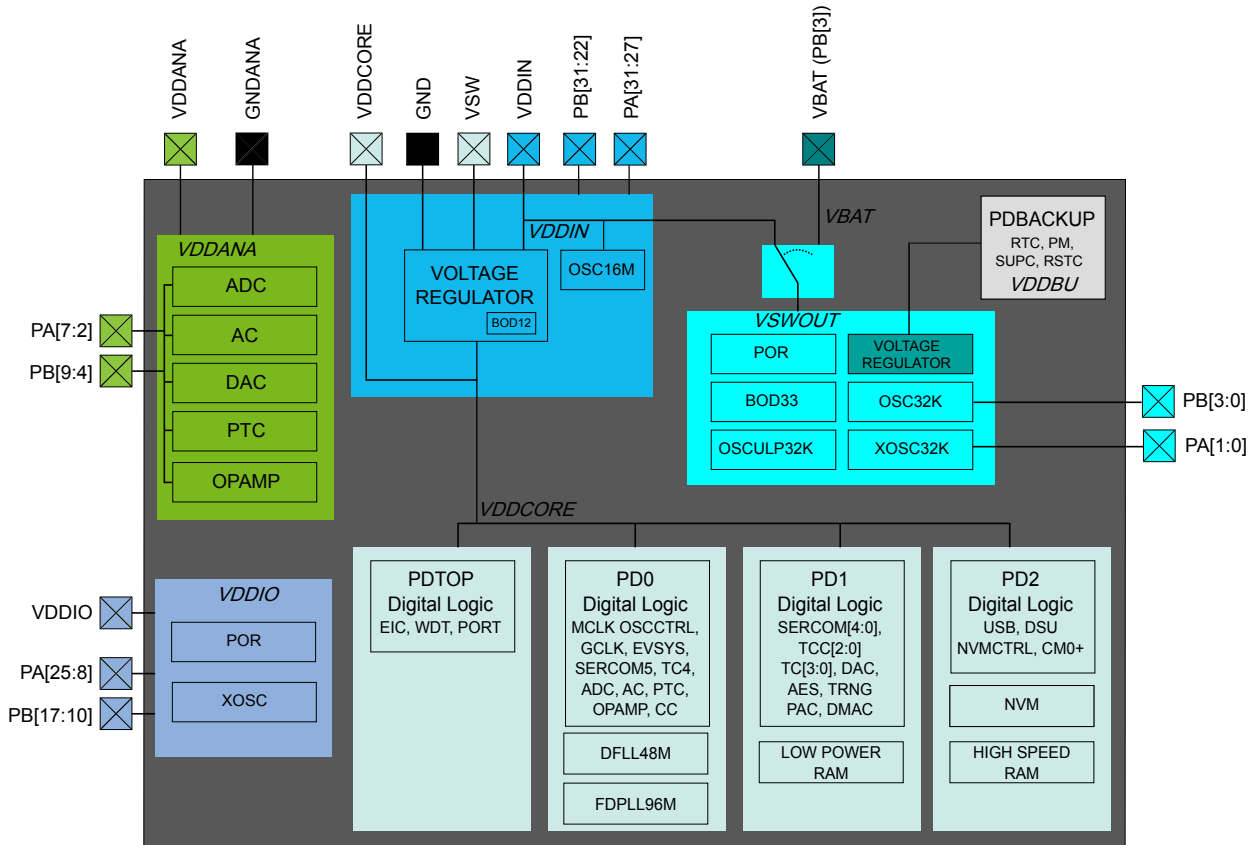 VDDANA
GNDANA
VDDCORE
GND
VSW
VDDIN
PB[31:22]
PA[31:27]
VBAT (PB[3])
VDDANA
ADC
AC
DAC
PTC
OPAMP
PA[7:2]
PB[9:4]
VDDIN
VOLTAGE
REGULATOR
BOD12
OSC16M
VBAT
PDBACKUP
RTC, PM,
SUPC, RSTC
VDDBU
VSWOUT
POR
VOLTAGE
REGULATOR
BOD33
OSC32K
OSCULP32K
XOSC32K
PB[3:0]
PA[1:0]
VDDCORE
VDDIO
PA[25:8]
PB[17:10]
VDDIO
POR
XOSC
PDTOP
Digital Logic
EIC, WDT, PORT
PD0
Digital Logic
MCLK OSCCTRL,
GCLK, EVSYS,
SERCOM5, TC4,
ADC, AC, PTC,
OPAMP, CC
DFLL48M
FDPLL96M
PD1
Digital Logic
SERCOM[4:0],
TCC[2:0]
TC[3:0], DAC,
AES, TRNG
PAC, DMAC
LOW POWER
RAM
PD2
Digital Logic
USB, DSU
NVMCTRL, CM0+
NVM
HIGH SPEED
RAM